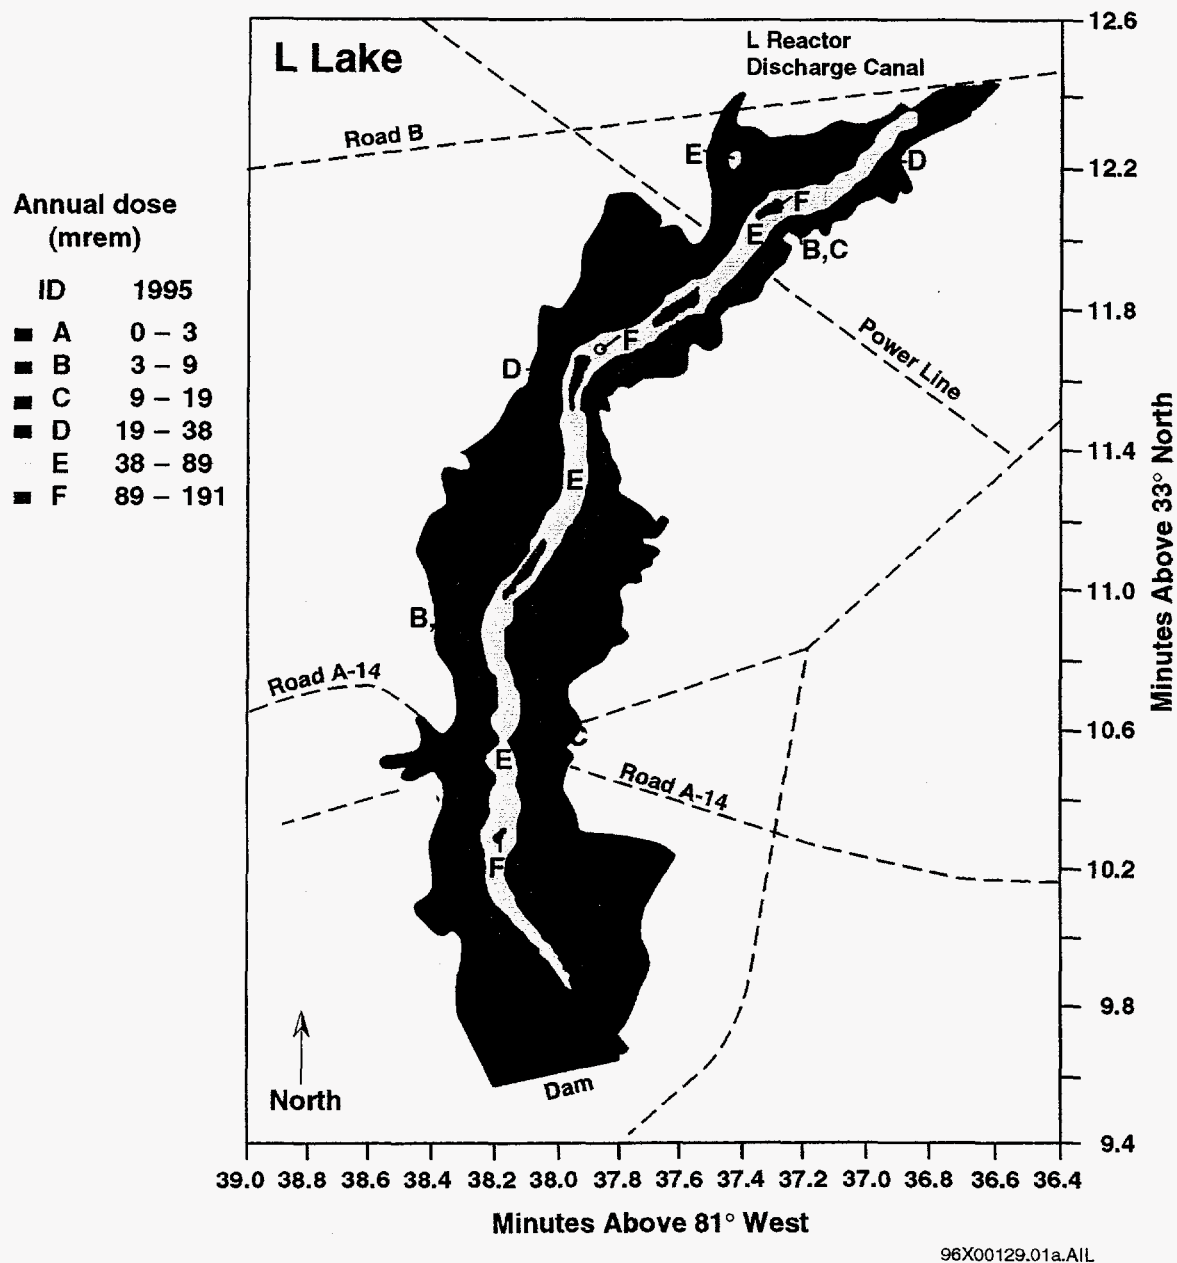 L Lake
L Reactor
Discharge Canal
Road B
E
D
F
E
B,C
Annual dose
(mrem)
ID 1995
A 0 – 3
B 3 – 9
C 9 – 19
D 19 – 38
E 38 – 89
F 89 – 191
Power Line
F
D
E
B,
Road A-14
C
E
Road A-14
F
North
Dam
12.6
12.2
11.8
11.4
11.0
10.6
10.2
9.8
9.4
Minutes Above 33° North
39.0 38.8 38.6 38.4 38.2 38.0 37.8 37.6 37.4 37.2 37.0 36.8 36.6 36.4
Minutes Above 81° West
96X00129.01a.AIL